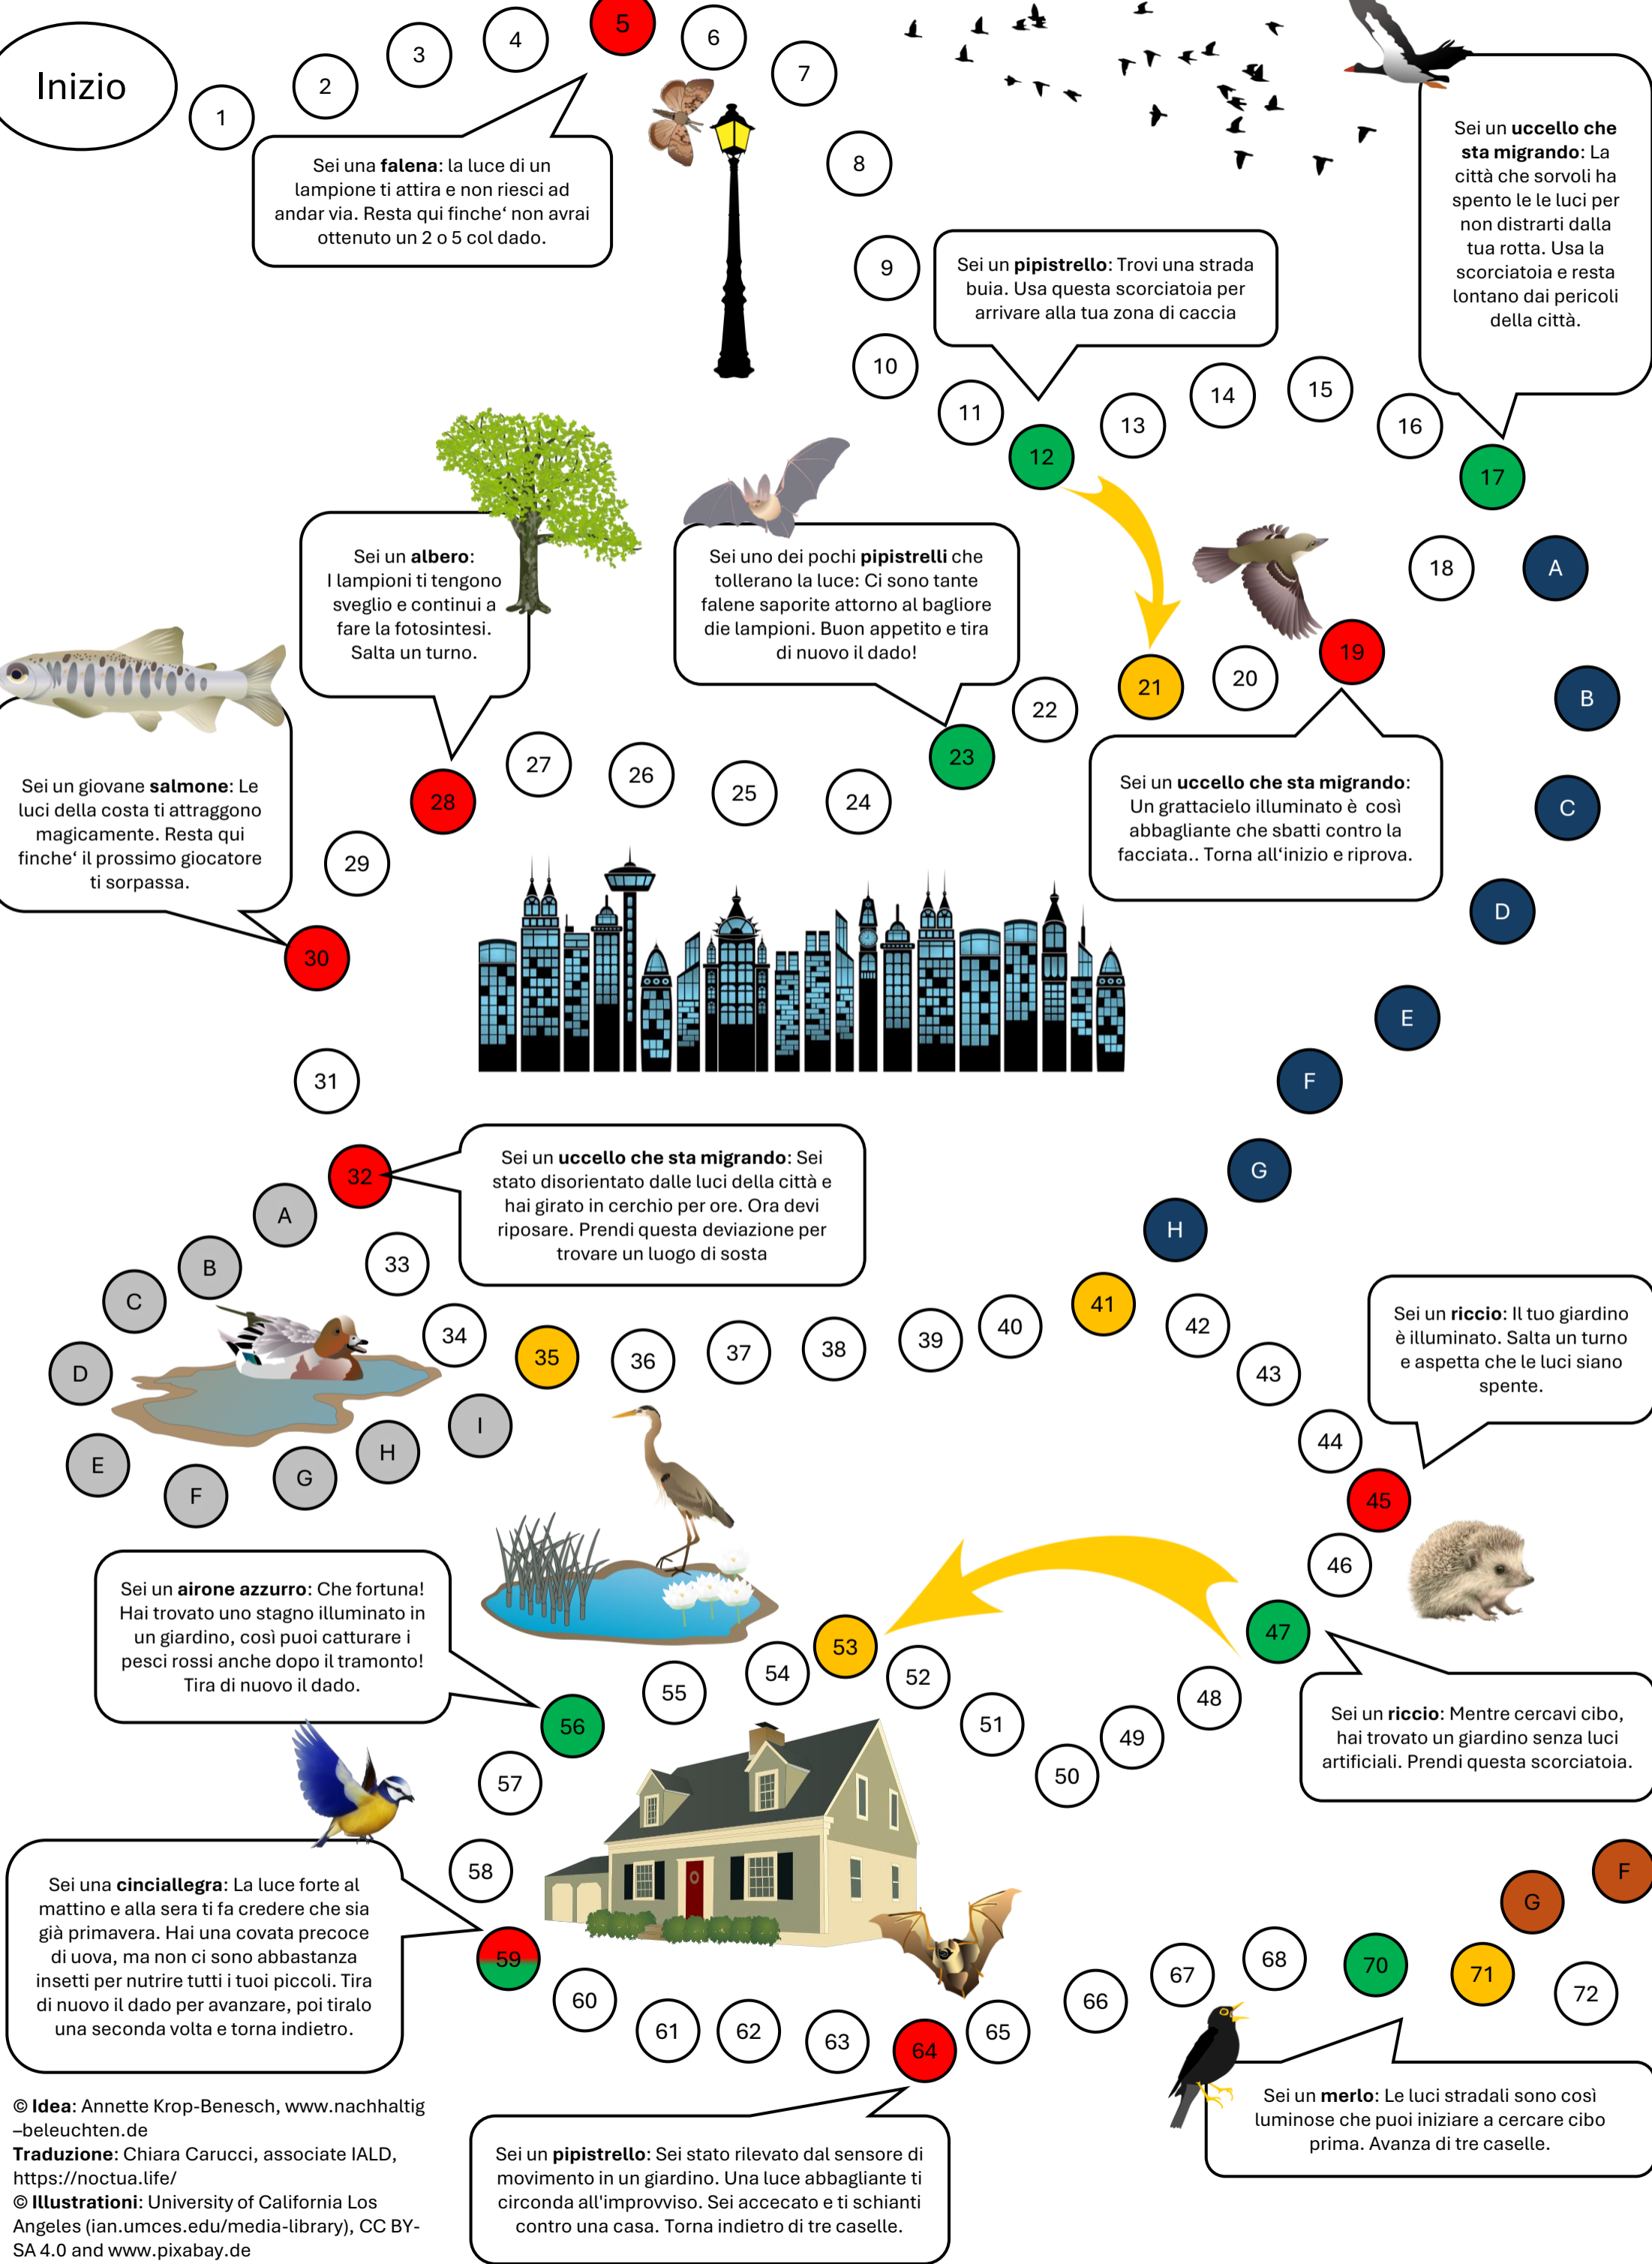 Inizio
1
2
3
4
5
6
7
8
9
10
11
12
13
14
15
16
17
Sei una falena: la luce di un
lampione ti attira e non riesci ad
andar via. Resta qui finche‘ non avrai
ottenuto un 2 o 5 col dado.
Sei un pipistrello: Trovi una strada
buia. Usa questa scorciatoia per
arrivare alla tua zona di caccia
Sei un uccello che
sta migrando: La
città che sorvoli ha
spento le le luci per
non distrarti dalla
tua rotta. Usa la
scorciatoia e resta
lontano dai pericoli
della città.
A
B
C
D
E
F
G
H
18
19
20
21
22
23
24
25
26
27
28
29
30
31
32
Sei un uccello che sta migrando:
Un grattacielo illuminato è così
abbagliante che sbatti contro la
facciata.. Torna all‘inizio e riprova.
Sei uno dei pochi pipistrelli che
tollerano la luce: Ci sono tante
falene saporite attorno al bagliore
die lampioni. Buon appetito e tira
di nuovo il dado!
Sei un albero:
I lampioni ti tengono
sveglio e continui a
fare la fotosintesi.
Salta un turno.
Sei un giovane salmone: Le
luci della costa ti attraggono
magicamente. Resta qui
finche‘ il prossimo giocatore
ti sorpassa.
Sei un uccello che sta migrando: Sei
stato disorientato dalle luci della città e
hai girato in cerchio per ore. Ora devi
riposare. Prendi questa deviazione per
trovare un luogo di sosta
A
B
C
D
E
F
G
H
I
33
34
35
36
37
38
39
40
41
42
43
44
45
46
47
48
49
50
51
52
53
54
55
56
57
58
59
Sei un riccio: Il tuo giardino
è illuminato. Salta un turno
e aspetta che le luci siano
spente.
Sei un riccio: Mentre cercavi cibo,
hai trovato un giardino senza luci
artificiali. Prendi questa scorciatoia.
Sei un airone azzurro: Che fortuna!
Hai trovato uno stagno illuminato in
un giardino, così puoi catturare i
pesci rossi anche dopo il tramonto!
Tira di nuovo il dado.
Sei una cinciallegra: La luce forte al
mattino e alla sera ti fa credere che sia
già primavera. Hai una covata precoce
di uova, ma non ci sono abbastanza
insetti per nutrire tutti i tuoi piccoli. Tira
di nuovo il dado per avanzare, poi tiralo
una seconda volta e torna indietro.
60
61
62
63
64
65
66
67
68
70
71
72
F
G
Sei un pipistrello: Sei stato rilevato dal sensore di
movimento in un giardino. Una luce abbagliante ti
circonda all'improvviso. Sei accecato e ti schianti
contro una casa. Torna indietro di tre caselle.
Sei un merlo: Le luci stradali sono così
luminose che puoi iniziare a cercare cibo
prima. Avanza di tre caselle.
© Idea: Annette Krop-Benesch, www.nachhaltig
–beleuchten.de
Traduzione: Chiara Carucci, associate IALD,
https://noctua.life/
© Illustrationi: University of California Los
Angeles (ian.umces.edu/media-library), CC BY-
SA 4.0 and www.pixabay.de